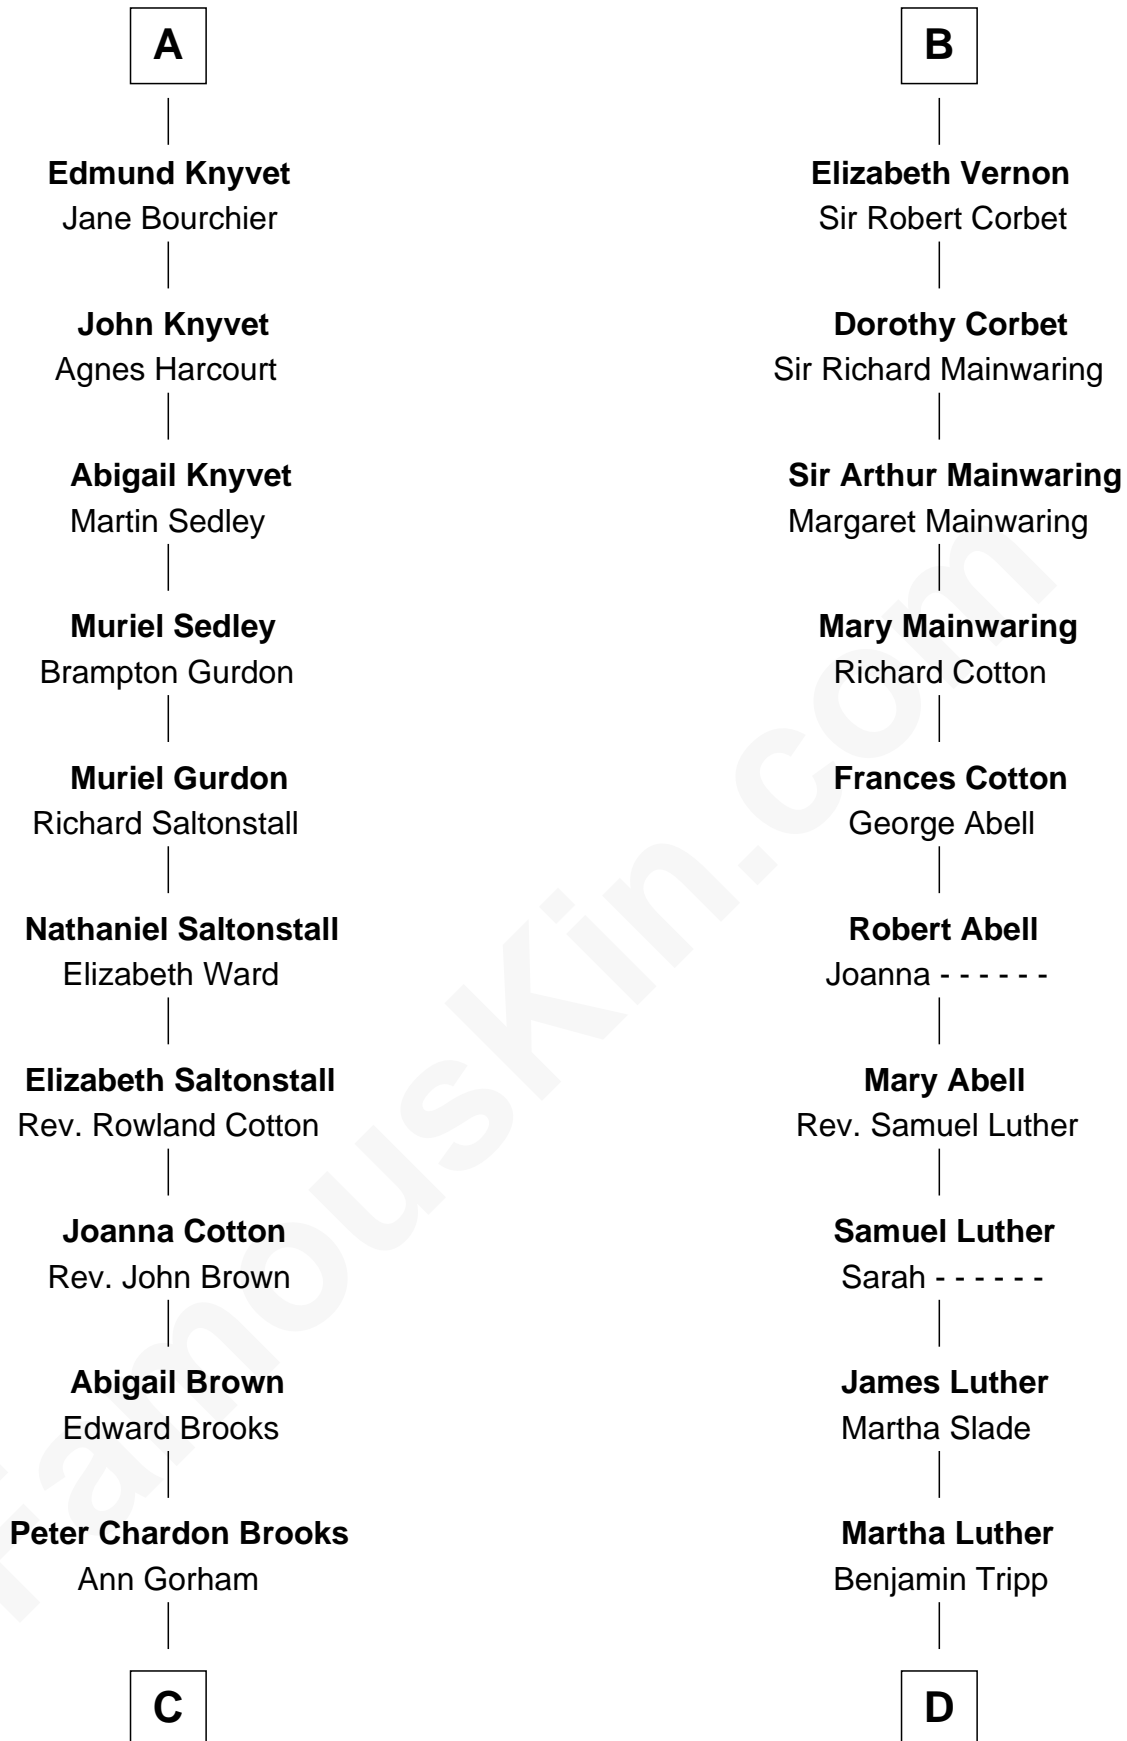 A
Edmund Knyvet
Jane Bourchier
John Knyvet
Agnes Harcourt
Abigail Knyvet
Martin Sedley
Muriel Sedley
Brampton Gurdon
Muriel Gurdon
Richard Saltonstall
Nathaniel Saltonstall
Elizabeth Ward
Elizabeth Saltonstall
Rev. Rowland Cotton
Joanna Cotton
Rev. John Brown
Abigail Brown
Edward Brooks
Peter Chardon Brooks
Ann Gorham
C
B
Elizabeth Vernon
Sir Robert Corbet
Dorothy Corbet
Sir Richard Mainwaring
Sir Arthur Mainwaring
Margaret Mainwaring
Mary Mainwaring
Richard Cotton
Frances Cotton
George Abell
Robert Abell
Joanna - - - - - -
Mary Abell
Rev. Samuel Luther
Samuel Luther
Sarah - - - - - -
James Luther
Martha Slade
Martha Luther
Benjamin Tripp
D
FamousKin.com